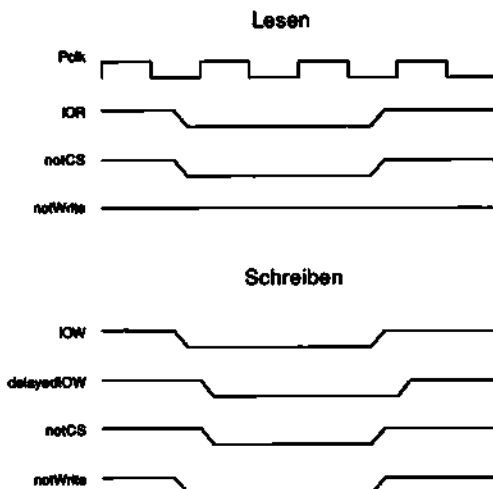 Lesen
Pclk
IOR
notCS
notWrite
Schreiben
IOW
delayedIOW
notCS
notWrite